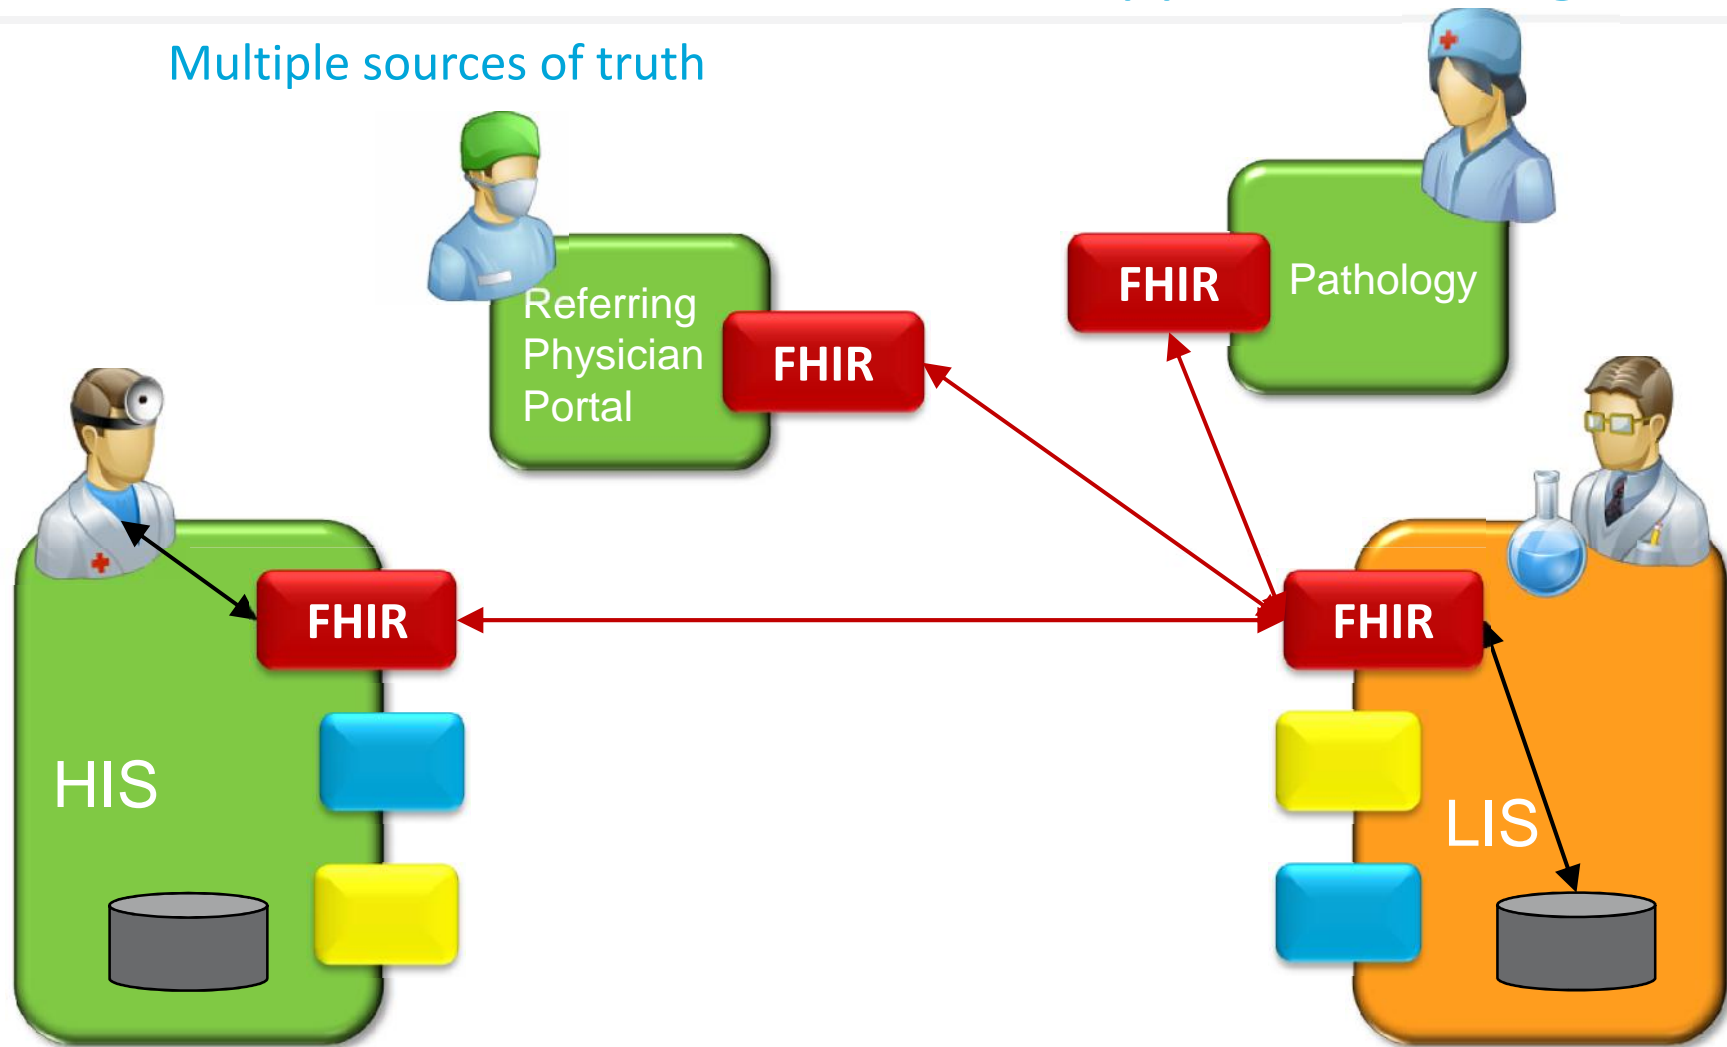 Multiple sources of truth
Referring
Physician
Portal
FHIR
FHIR
Pathology
FHIR
FHIR
HIS
LIS